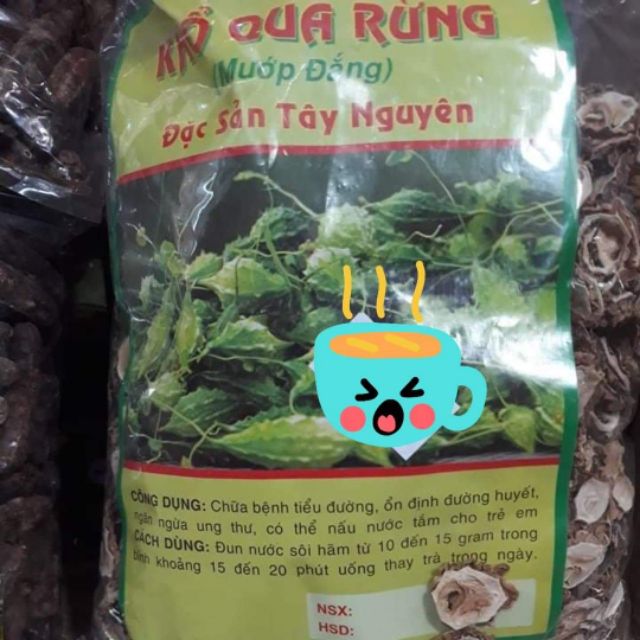 KHỔ QUA RỪNG
(Mướp Đắng)
Đặc Sản Tây Nguyên
CÔNG DỤNG: Chữa bệnh tiểu đường, ổn định đường huyết,
ngăn ngừa ung thư, có thể nấu nước tắm cho trẻ em
CÁCH DÙNG: Đun nước sôi hãm từ 10 đến 15 gram trong
bình khoảng 15 đến 20 phút uống thay trà trong ngày.
NSX:
HSD: